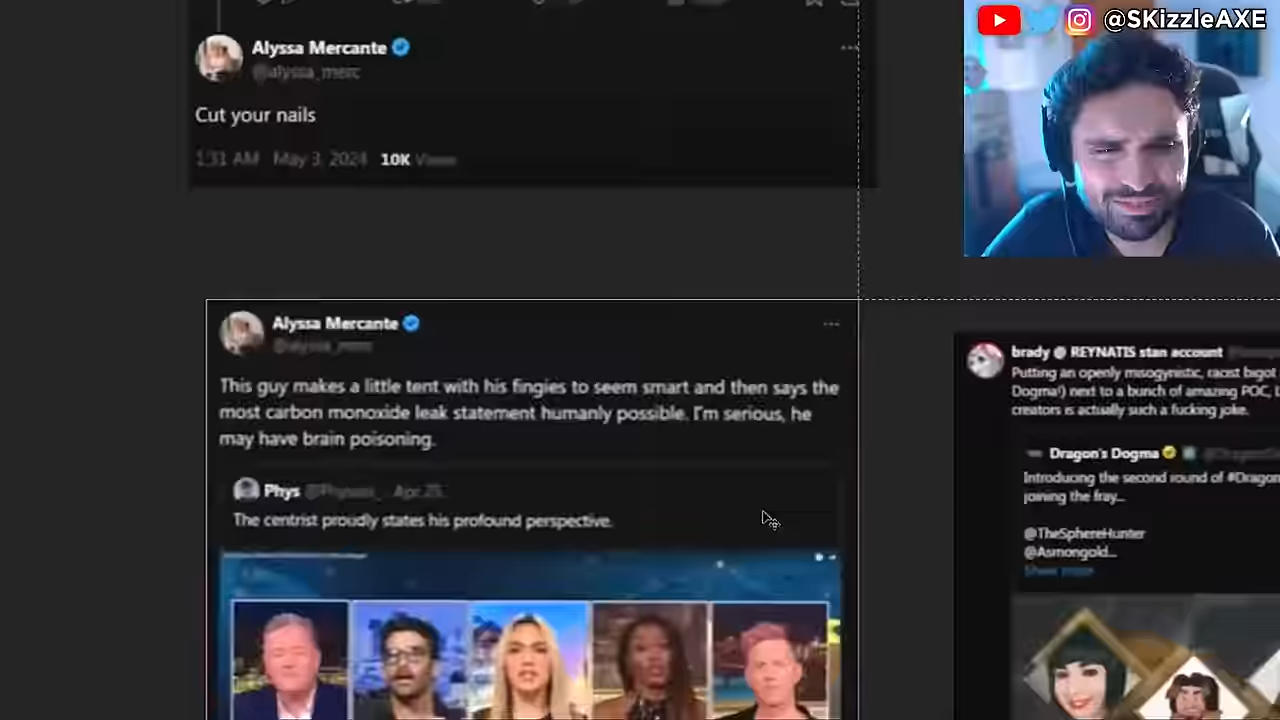 @SKizzleAXE
Alyssa Mercante
@alyssa_merc
Cut your nails
1:31 AM May 3, 2024 10K Views
Alyssa Mercante
@alyssa_merc
This guy makes a little tent with his fingies to seem smart and then says the
most carbon monoxide leak statement humanly possible. I'm serious, he
may have brain poisoning.
Phys Apr 25
The centrist proudly states his profound perspective.
brady @ REYNATIS stan account
Putting an openly misogynistic, racist bigot
Dogma!) next to a bunch of amazing POC, L
creators is actually such a fucking joke.
Dragon's Dogma
Introducing the second round of #Dragon
joining the fray...
@TheSphereHunter
@Asmongold...
Show more